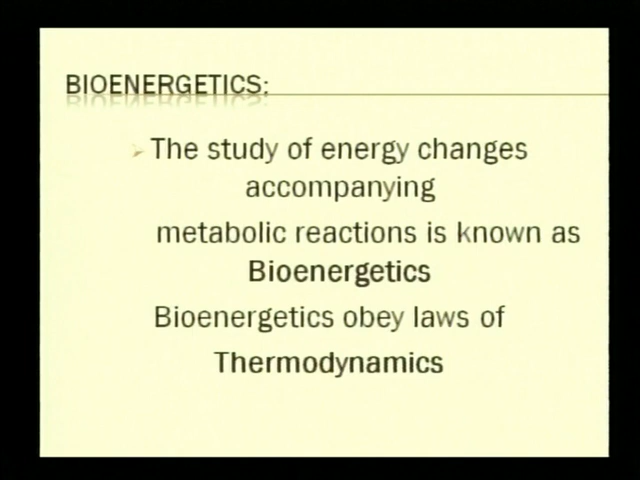 BIOENERGETICS:
The study of energy changes
accompanying
metabolic reactions is known as
Bioenergetics
Bioenergetics obey laws of
Thermodynamics